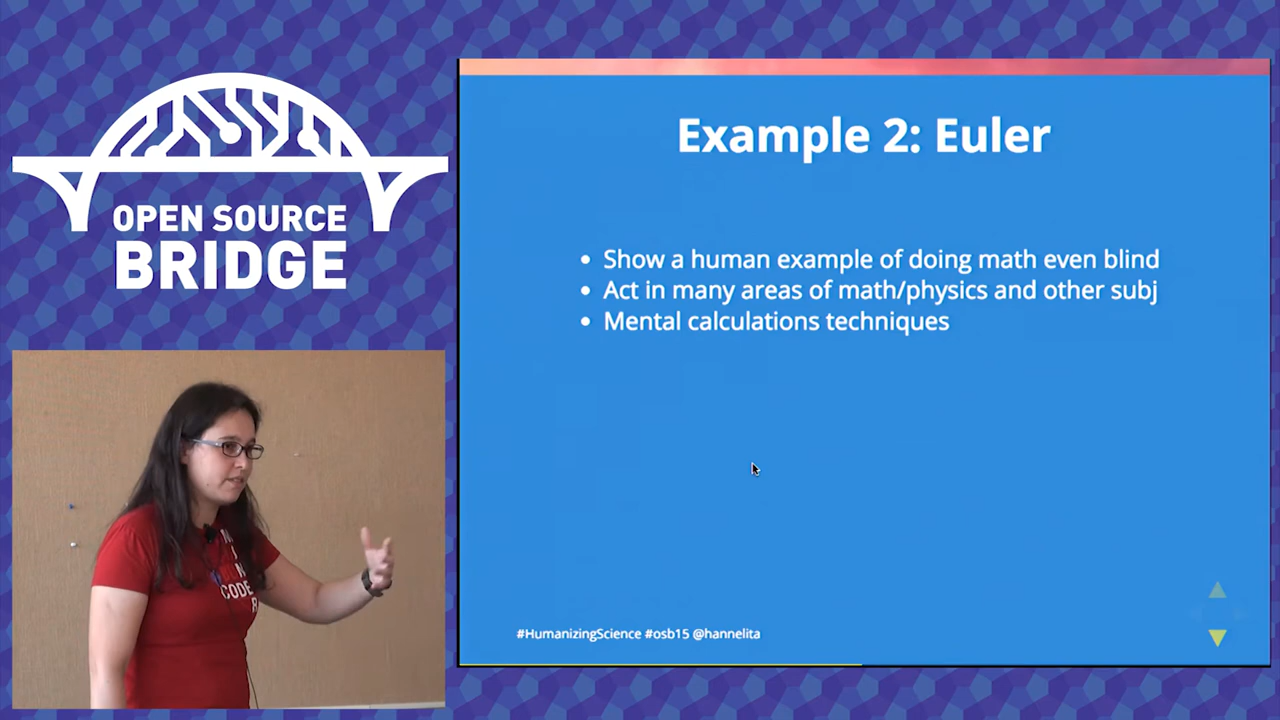 OPEN SOURCE
BRIDGE
Example 2: Euler
• Show a human example of doing math even blind
• Act in many areas of math/physics and other subj
• Mental calculations techniques
#HumanizingScience #osb15 @hannelita
CODE